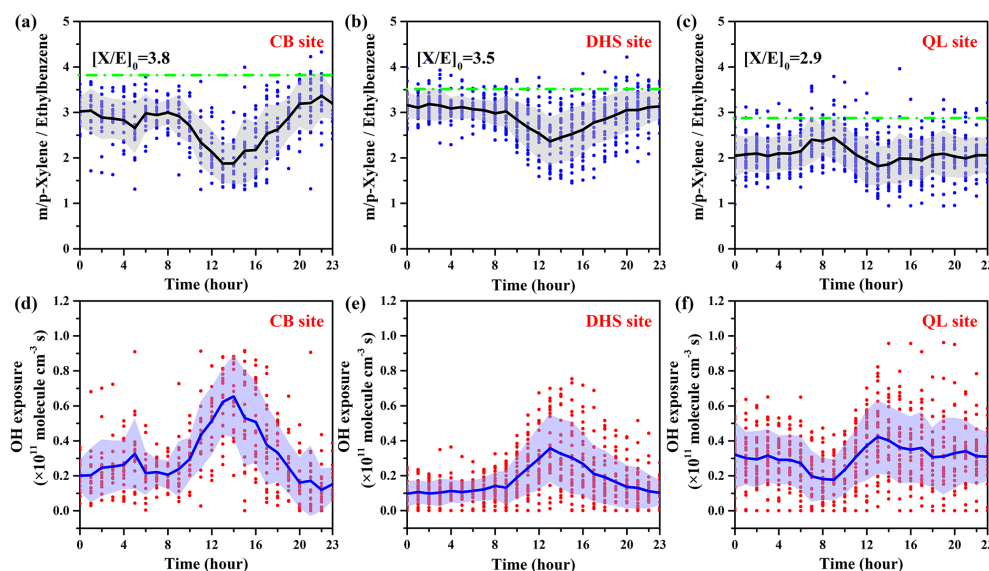 (a)
CB site
[X/E]0=3.8
m/p-Xylene / Ethylbenzene
5
4
3
2
1
0
0 4 8 12 16 20 23
Time (hour)
(b)
DHS site
[X/E]0=3.5
m/p-Xylene / Ethylbenzene
5
4
3
2
1
0
0 4 8 12 16 20 23
Time (hour)
(c)
QL site
[X/E]0=2.9
m/p-Xylene / Ethylbenzene
5
4
3
2
1
0
0 4 8 12 16 20 23
Time (hour)
(d)
CB site
OH exposure
(×10¹¹ molecule cm⁻³ s)
1.2
1.0
0.8
0.6
0.4
0.2
0.0
0 4 8 12 16 20 23
Time (hour)
(e)
DHS site
OH exposure
(×10¹¹ molecule cm⁻³ s)
1.2
1.0
0.8
0.6
0.4
0.2
0.0
0 4 8 12 16 20 23
Time (hour)
(f)
QL site
OH exposure
(×10¹¹ molecule cm⁻³ s)
1.2
1.0
0.8
0.6
0.4
0.2
0.0
0 4 8 12 16 20 23
Time (hour)